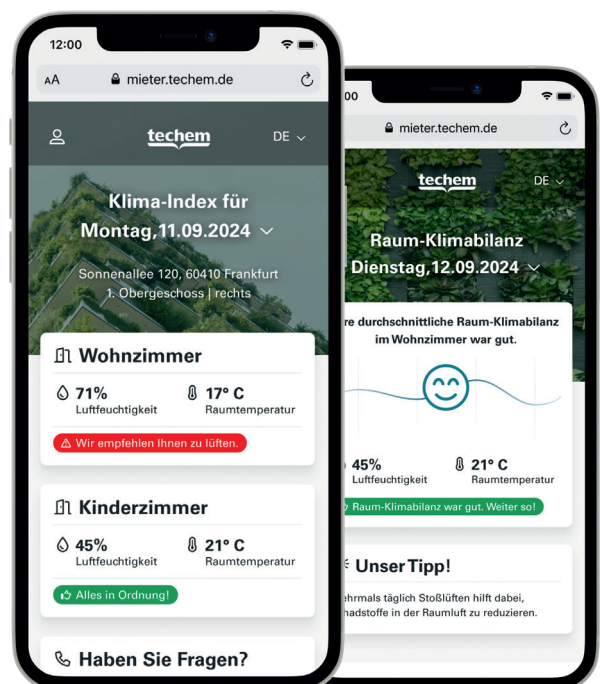 12:00
AA mieter.techem.de
techem
DE
Klima-Index für
Montag,11.09.2024
Sonnenallee 120, 60410 Frankfurt
1. Obergeschoss | rechts
Wohnzimmer
71%
Luftfeuchtigkeit
17° C
Raumtemperatur
Wir empfehlen Ihnen zu lüften.
Kinderzimmer
45%
Luftfeuchtigkeit
21° C
Raumtemperatur
Alles in Ordnung!
Haben Sie Fragen?
00
mieter.techem.de
techem
DE
Raum-Klimabilanz
Dienstag,12.09.2024
durchschnittliche Raum-Klimabilanz
im Wohnzimmer war gut.
45%
Luftfeuchtigkeit
21° C
Raumtemperatur
Raum-Klimabilanz war gut. Weiter so!
Unser Tipp!
täglich Stoßlüften hilft dabei,
in der Raumluft zu reduzieren.